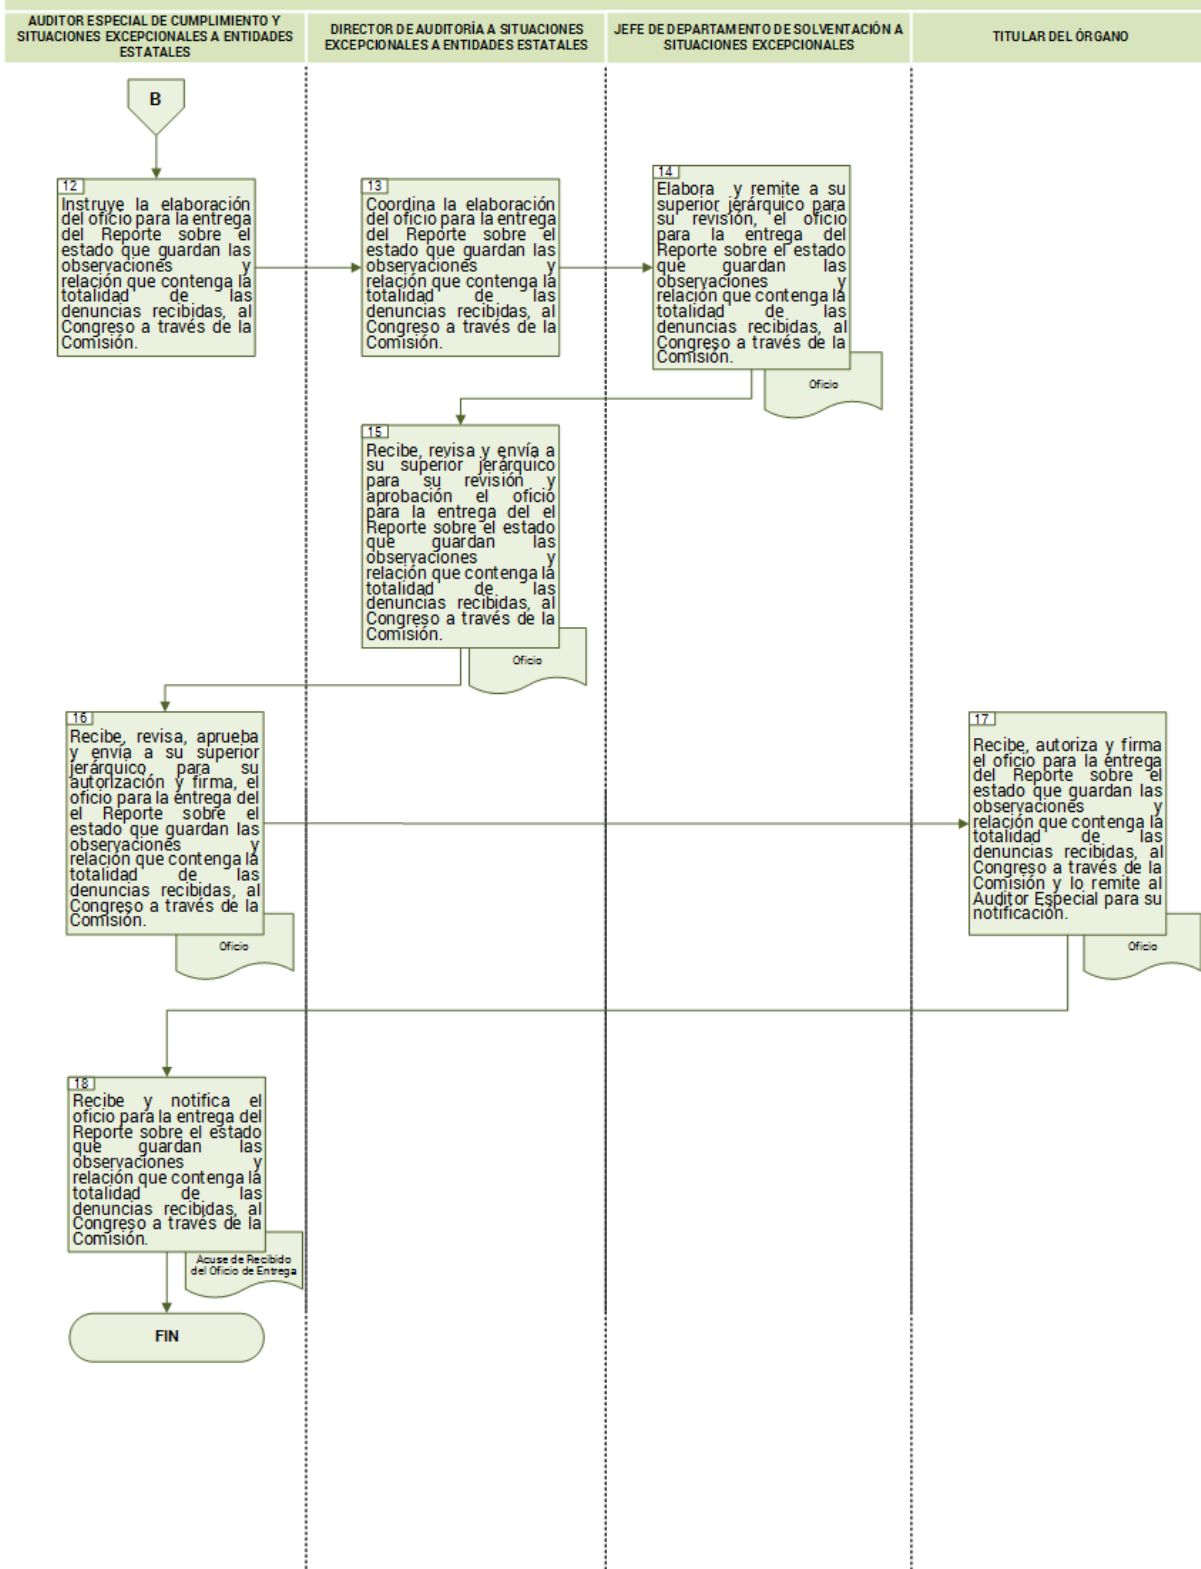 AUDITOR ESPECIAL DE CUMPLIMIENTO Y
SITUACIONES EXCEPCIONALES A ENTIDADES
ESTATALES
DIRECTOR DE AUDITORÍA A SITUACIONES
EXCEPCIONALES A ENTIDADES ESTATALES
JEFE DE DEPARTAMENTO DE SOLVENTACIÓN A
SITUACIONES EXCEPCIONALES
TITULAR DEL ÓRGANO
B
12
Instruye la elaboración
del oficio para la entrega
del Reporte sobre el
estado que guardan las
observaciones y
relación que contenga la
totalidad de las
denuncias recibidas, al
Congreso a través de la
Comisión.
13
Coordina la elaboración
del oficio para la entrega
del Reporte sobre el
estado que guardan las
observaciones y
relación que contenga la
totalidad de las
denuncias recibidas, al
Congreso a través de la
Comisión.
14
Elabora y remite a su
superior jerárquico para
su revisión, el oficio
para la entrega del
Reporte sobre el estado
que guardan las
observaciones y
relación que contenga la
totalidad de las
denuncias recibidas, al
Congreso a través de la
Comisión.
Oficio
15
Recibe, revisa y envía a
su superior jerárquico
para su revisión y
aprobación el oficio
para la entrega del el
Reporte sobre el estado
que guardan las
observaciones y
relación que contenga la
totalidad de las
denuncias recibidas, al
Congreso a través de la
Comisión.
Oficio
16
Recibe, revisa, aprueba
y envía a su superior
jerárquico para su
autorización y firma, el
oficio para la entrega del
el Reporte sobre el
estado que guardan las
observaciones y
relación que contenga la
totalidad de las
denuncias recibidas, al
Congreso a través de la
Comisión.
Oficio
17
Recibe, autoriza y firma
el oficio para la entrega
del Reporte sobre el
estado que guardan las
observaciones y
relación que contenga la
totalidad de las
denuncias recibidas, al
Congreso a través de la
Comisión y lo remite al
Auditor Especial para su
notificación.
Oficio
18
Recibe y notifica el
oficio para la entrega del
Reporte sobre el estado
que guardan las
observaciones y
relación que contenga la
totalidad de las
denuncias recibidas, al
Congreso a través de la
Comisión.
Acuse de Recibido
del Oficio de Entrega
FIN